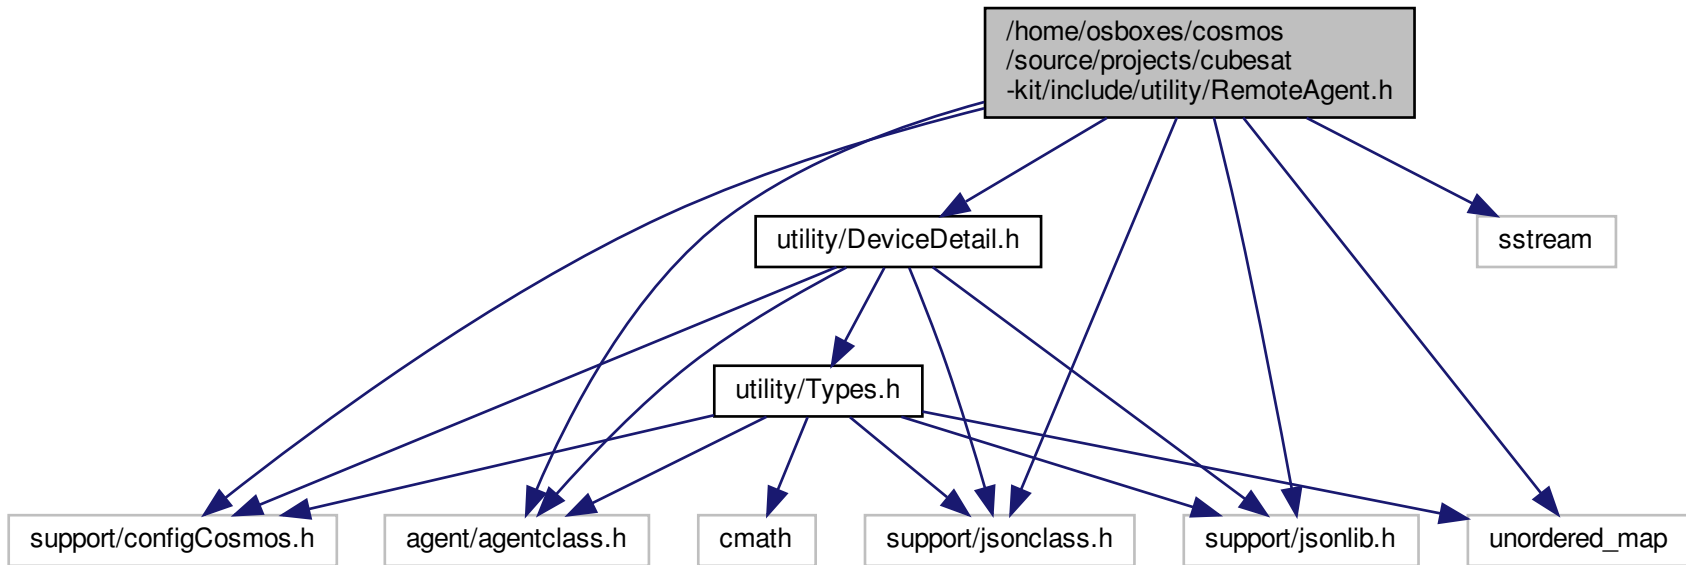 /home/osboxes/cosmos
/source/projects/cubesat
-kit/include/utility/RemoteAgent.h
utility/DeviceDetail.h
sstream
utility/Types.h
support/configCosmos.h
agent/agentclass.h
cmath
support/jsonclass.h
support/jsonlib.h
unordered_map